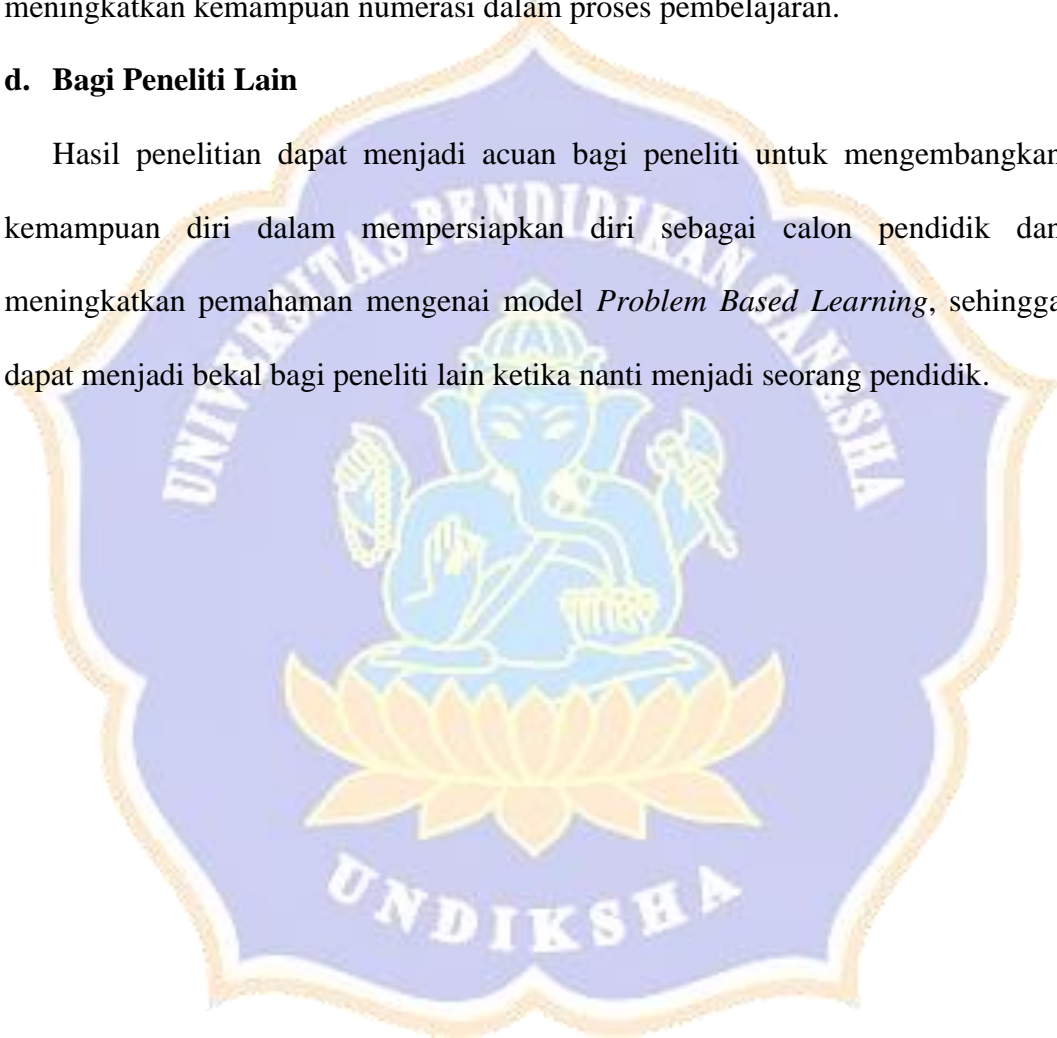 meningkatkan kemampuan numerasi dalam proses pembelajaran.
d. Bagi Peneliti Lain
Hasil penelitian dapat menjadi acuan bagi peneliti untuk mengembangkan
kemampuan diri dalam mempersiapkan diri sebagai calon pendidik dan
meningkatkan pemahaman mengenai model Problem Based Learning, sehingga
dapat menjadi bekal bagi peneliti lain ketika nanti menjadi seorang pendidik.
UNIVERSITAS PENDIDIKAN GANESHA
UNDIKSHA